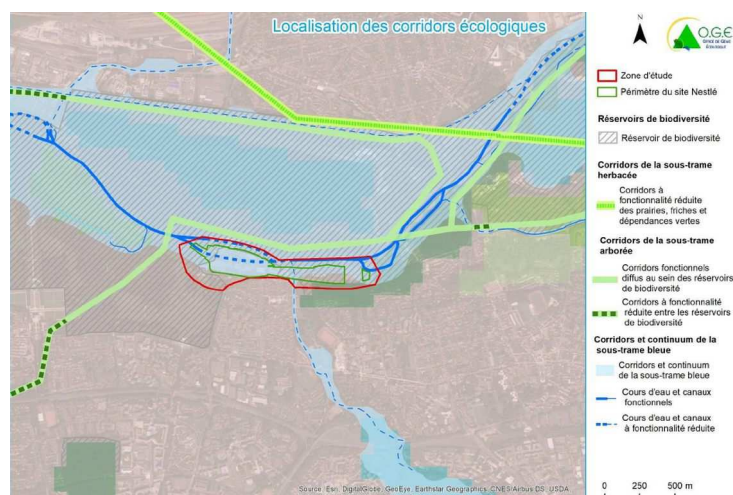 Localisation des corridors écologiques
N
O.G.E
OFFICE DE GÉNIE
ÉCOLOGIQUE
Zone d'étude
Périmètre du site Nestlé
Réservoirs de biodiversité
Réservoir de biodiversité
Corridors de la sous-trame
herbacée
Corridors à
fonctionnalité réduite
des prairies, friches et
dépendances vertes
Corridors de la sous-trame
arborée
Corridors fonctionnels
diffus au sein des réservoirs
de biodiversité
Corridors à fonctionnalité
réduite entre les réservoirs
de biodiversité
Corridors et continuum de la
sous-trame bleue
Corridors et continuum
de la sous-trame bleue
Cours d'eau et canaux
fonctionnels
Cours d'eau et canaux
à fonctionnalité réduite
0 250 500 m
Source: Esri, DigitalGlobe, GeoEye, Earthstar Geographics, CNES/Airbus DS, USDA,